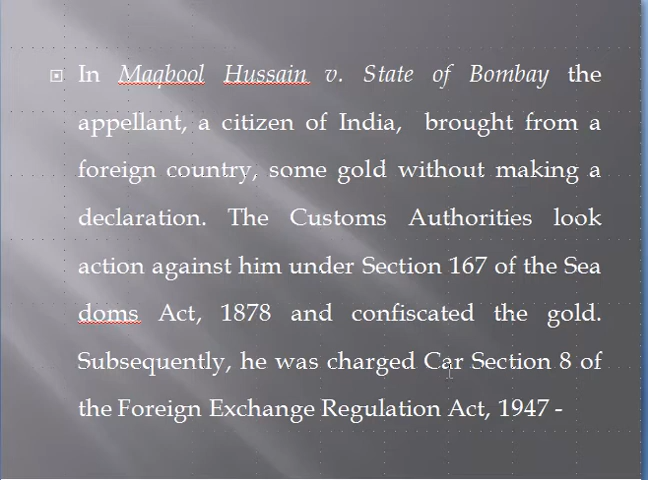 In Maqbool Hussain v. State of Bombay the
appellant, a citizen of India, brought from a
foreign country, some gold without making a
declaration. The Customs Authorities look
action against him under Section 167 of the Sea
doms Act, 1878 and confiscated the gold.
Subsequently, he was charged Car Section 8 of
the Foreign Exchange Regulation Act, 1947 -